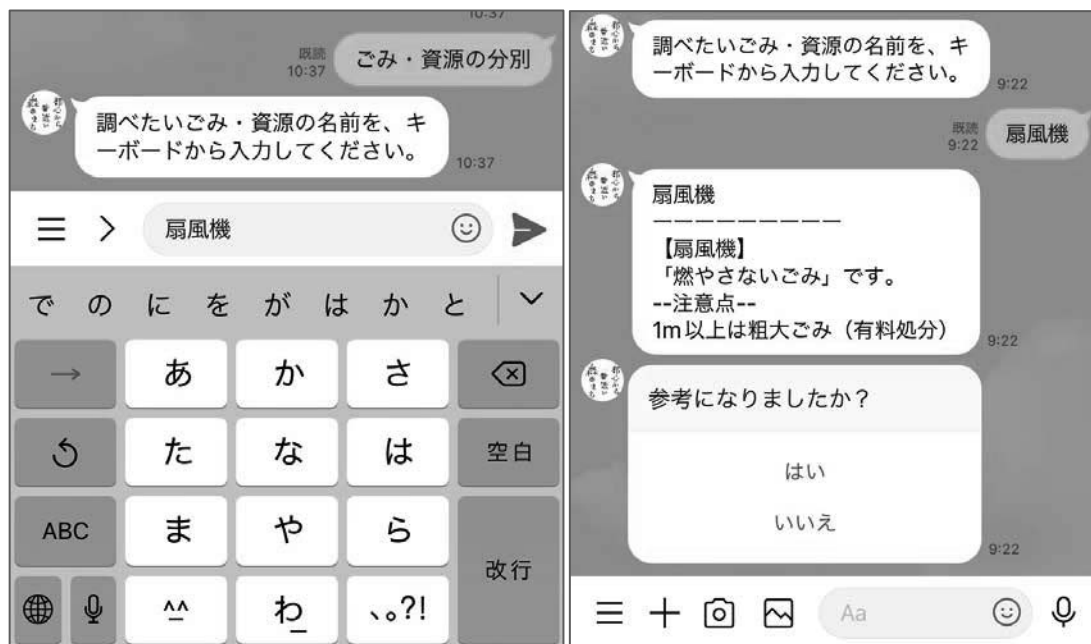 10:37
既読
10:37
ごみ・資源の分別
調べたいごみ・資源の名前を、キ
ーボードから入力してください。
10:37
扇風機
で の に を が は か と
→ あ か さ
た な は 空白
ABC ま や ら
改行
^^ わ 、。?!
調べたいごみ・資源の名前を、キ
ーボードから入力してください。
9:22
既読
9:22
扇風機
扇風機
ーーーーーーーーー
【扇風機】
「燃やさないごみ」です。
--注意点--
1m以上は粗大ごみ（有料処分）
9:22
参考になりましたか？
はい
いいえ
9:22
Aa